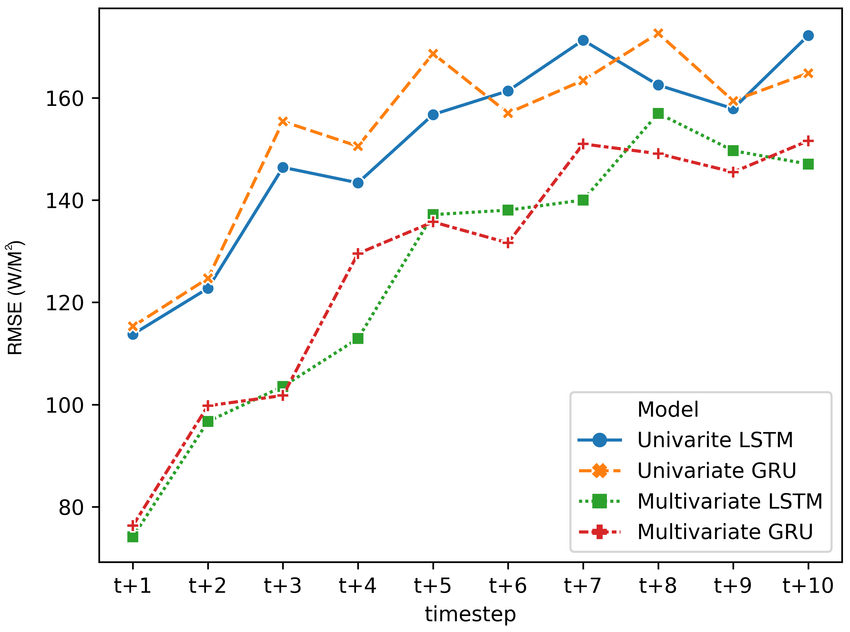 160
140
120
100
80
RMSE (W/M²)
t+1 t+2 t+3 t+4 t+5 t+6 t+7 t+8 t+9 t+10
timestep
Model
Univarite LSTM
Univariate GRU
Multivariate LSTM
Multivariate GRU